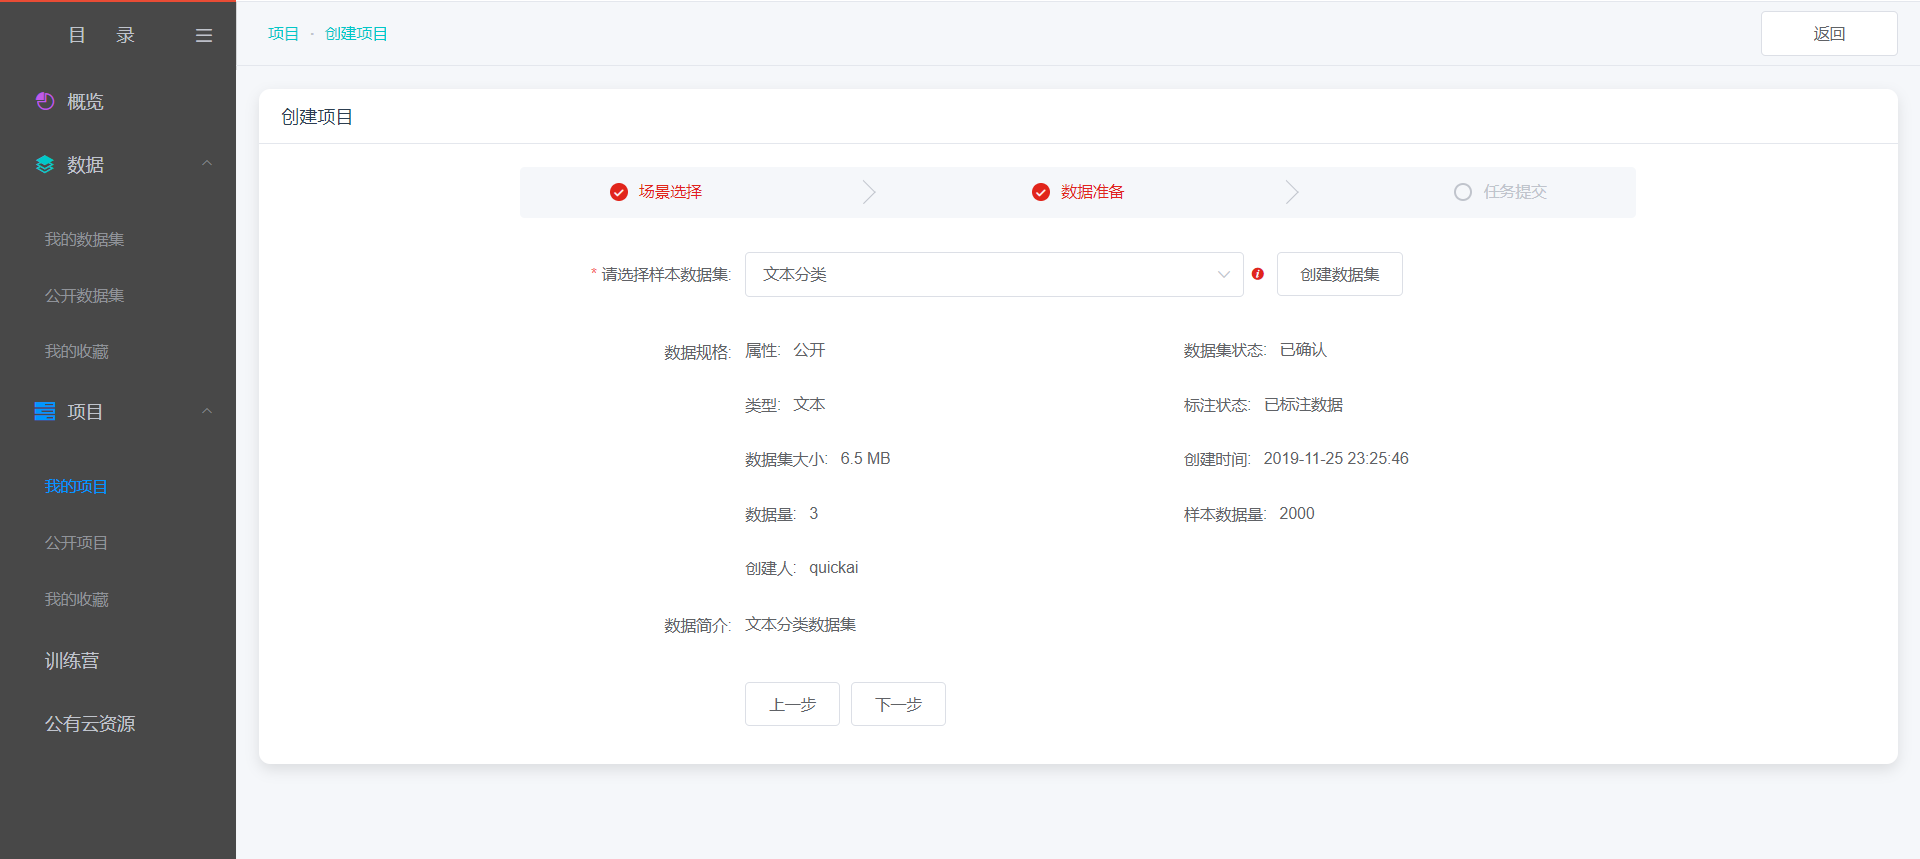 目 录
概览
数据
我的数据集
公开数据集
我的收藏
项目
我的项目
公开项目
我的收藏
训练营
公有云资源
项目 - 创建项目
返回
创建项目
场景选择
数据准备
任务提交
* 请选择样本数据集: 文本分类 创建数据集
数据规格: 属性: 公开 数据集状态: 已确认
类型: 文本 标注状态: 已标注数据
数据集大小: 6.5 MB 创建时间: 2019-11-25 23:25:46
数据量: 3 样本数据量: 2000
创建人: quickai
数据简介: 文本分类数据集
上一步 下一步